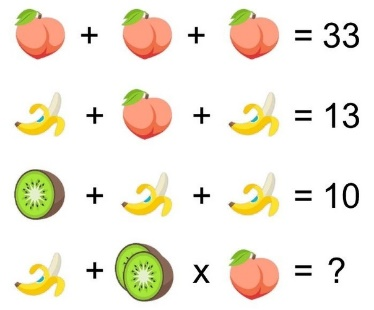 + + = 33
+ + = 13
+ + = 10
+ x = ?